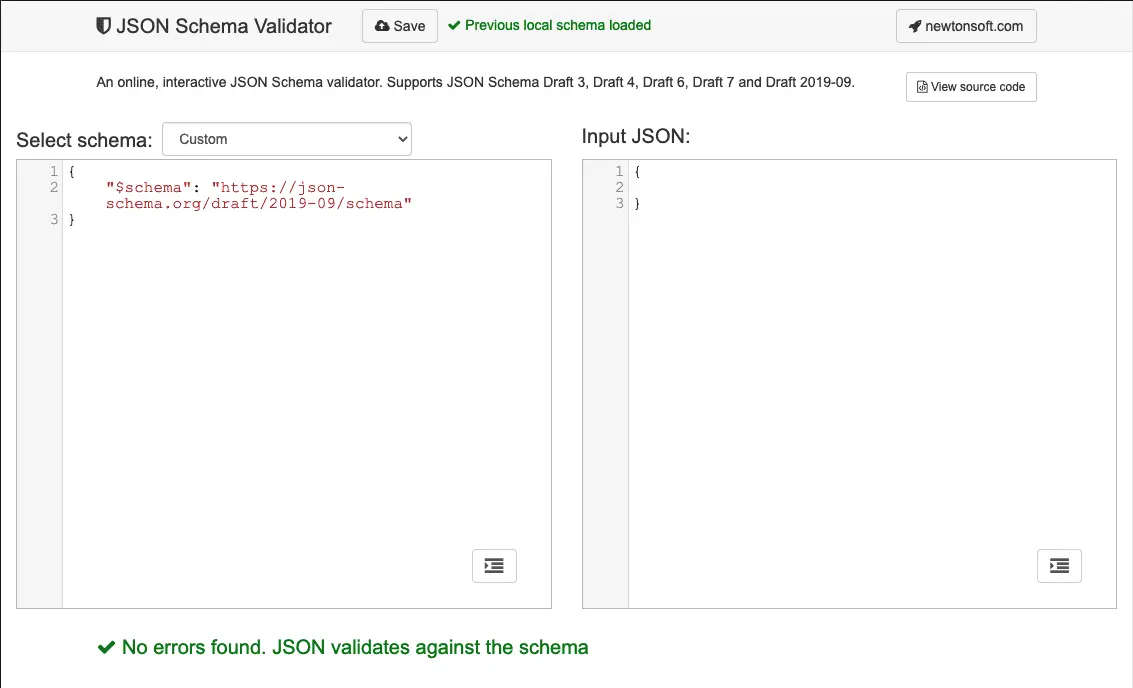 JSON Schema Validator
Save
Previous local schema loaded
newtonsoft.com
An online, interactive JSON Schema validator. Supports JSON Schema Draft 3, Draft 4, Draft 6, Draft 7 and Draft 2019-09.
View source code
Select schema:
Custom
1 {
2 "$schema": "https://json-
schema.org/draft/2019-09/schema"
3 }
Input JSON:
1 {
2
3 }
No errors found. JSON validates against the schema